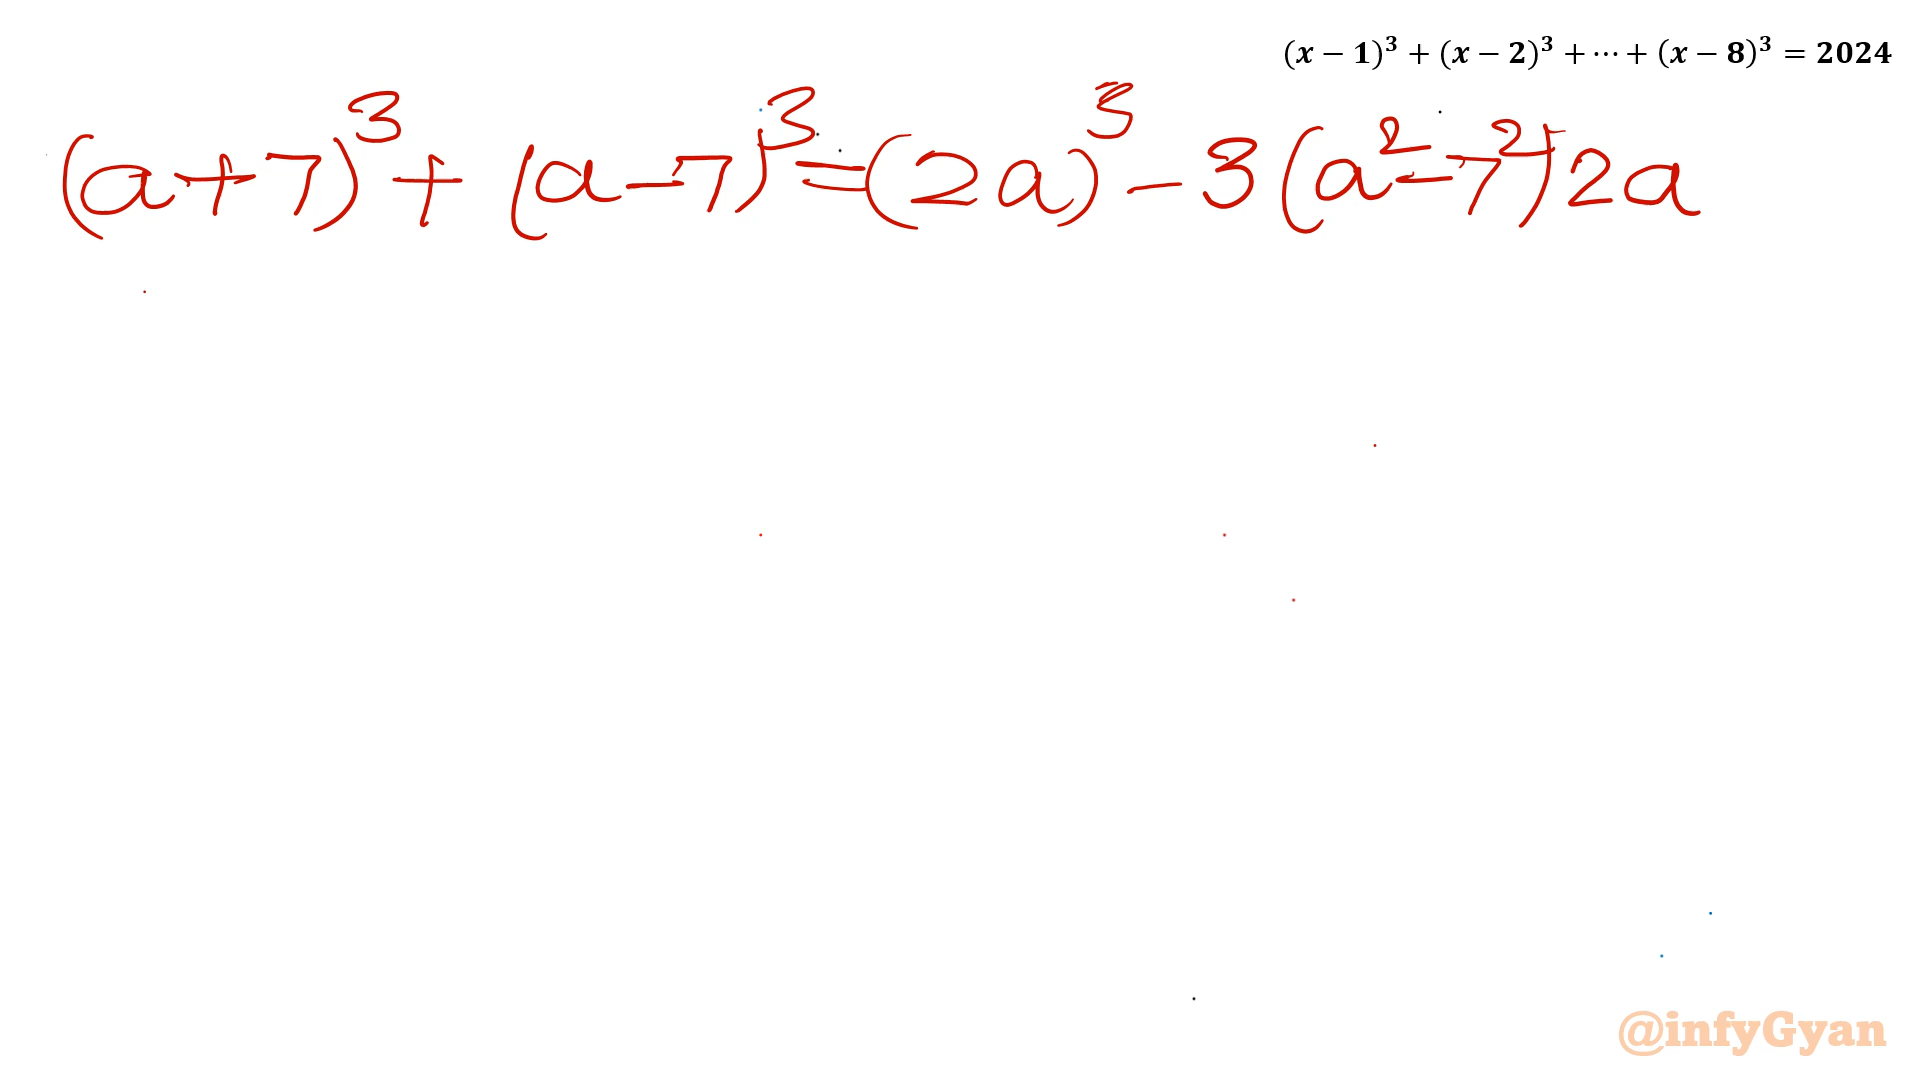 (x − 1)³ + (x − 2)³ + ⋯ + (x − 8)³ = 2024
(a+7)³ + (a−7)³ = (2a)³ − 3(a²−7²)2a
@infyGyan